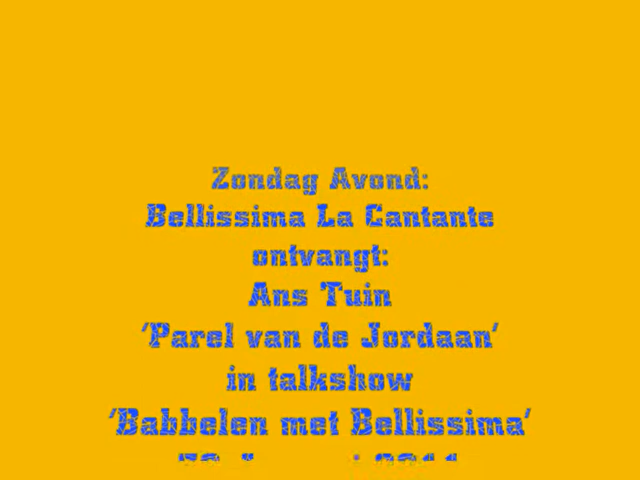 Zondag Avond:
Bellissima La Cantante
ontvangt:
Ans Tuin
'Parel van de Jordaan'
in talkshow
'Babbelen met Bellissima'